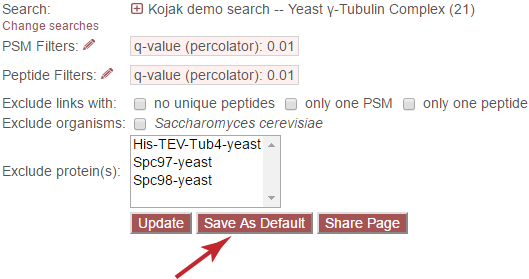 Search: Kojak demo search -- Yeast γ-Tubulin Complex (21)
Change searches
PSM Filters: q-value (percolator): 0.01
Peptide Filters: q-value (percolator): 0.01
Exclude links with: no unique peptides only one PSM only one peptide
Exclude organisms: Saccharomyces cerevisiae
His-TEV-Tub4-yeast
Spc97-yeast
Exclude protein(s): Spc98-yeast
Update Save As Default Share Page